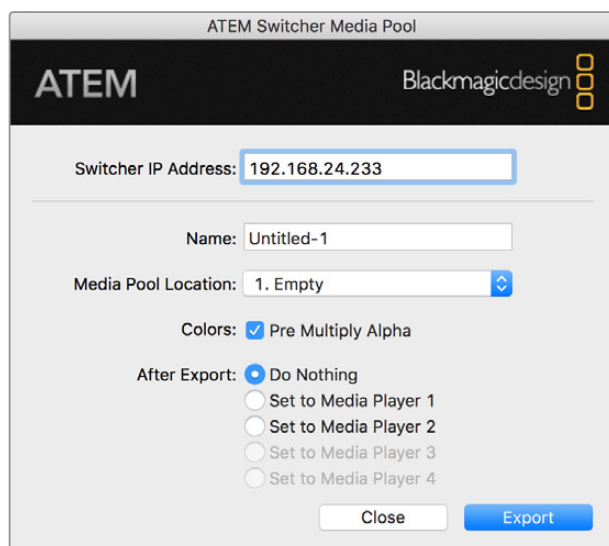 ATEM Switcher Media Pool
ATEM
Blackmagicdesign
Switcher IP Address: 192.168.24.233
Name: Untitled-1
Media Pool Location: 1. Empty
Colors: Pre Multiply Alpha
After Export: Do Nothing
Set to Media Player 1
Set to Media Player 2
Set to Media Player 3
Set to Media Player 4
Close Export